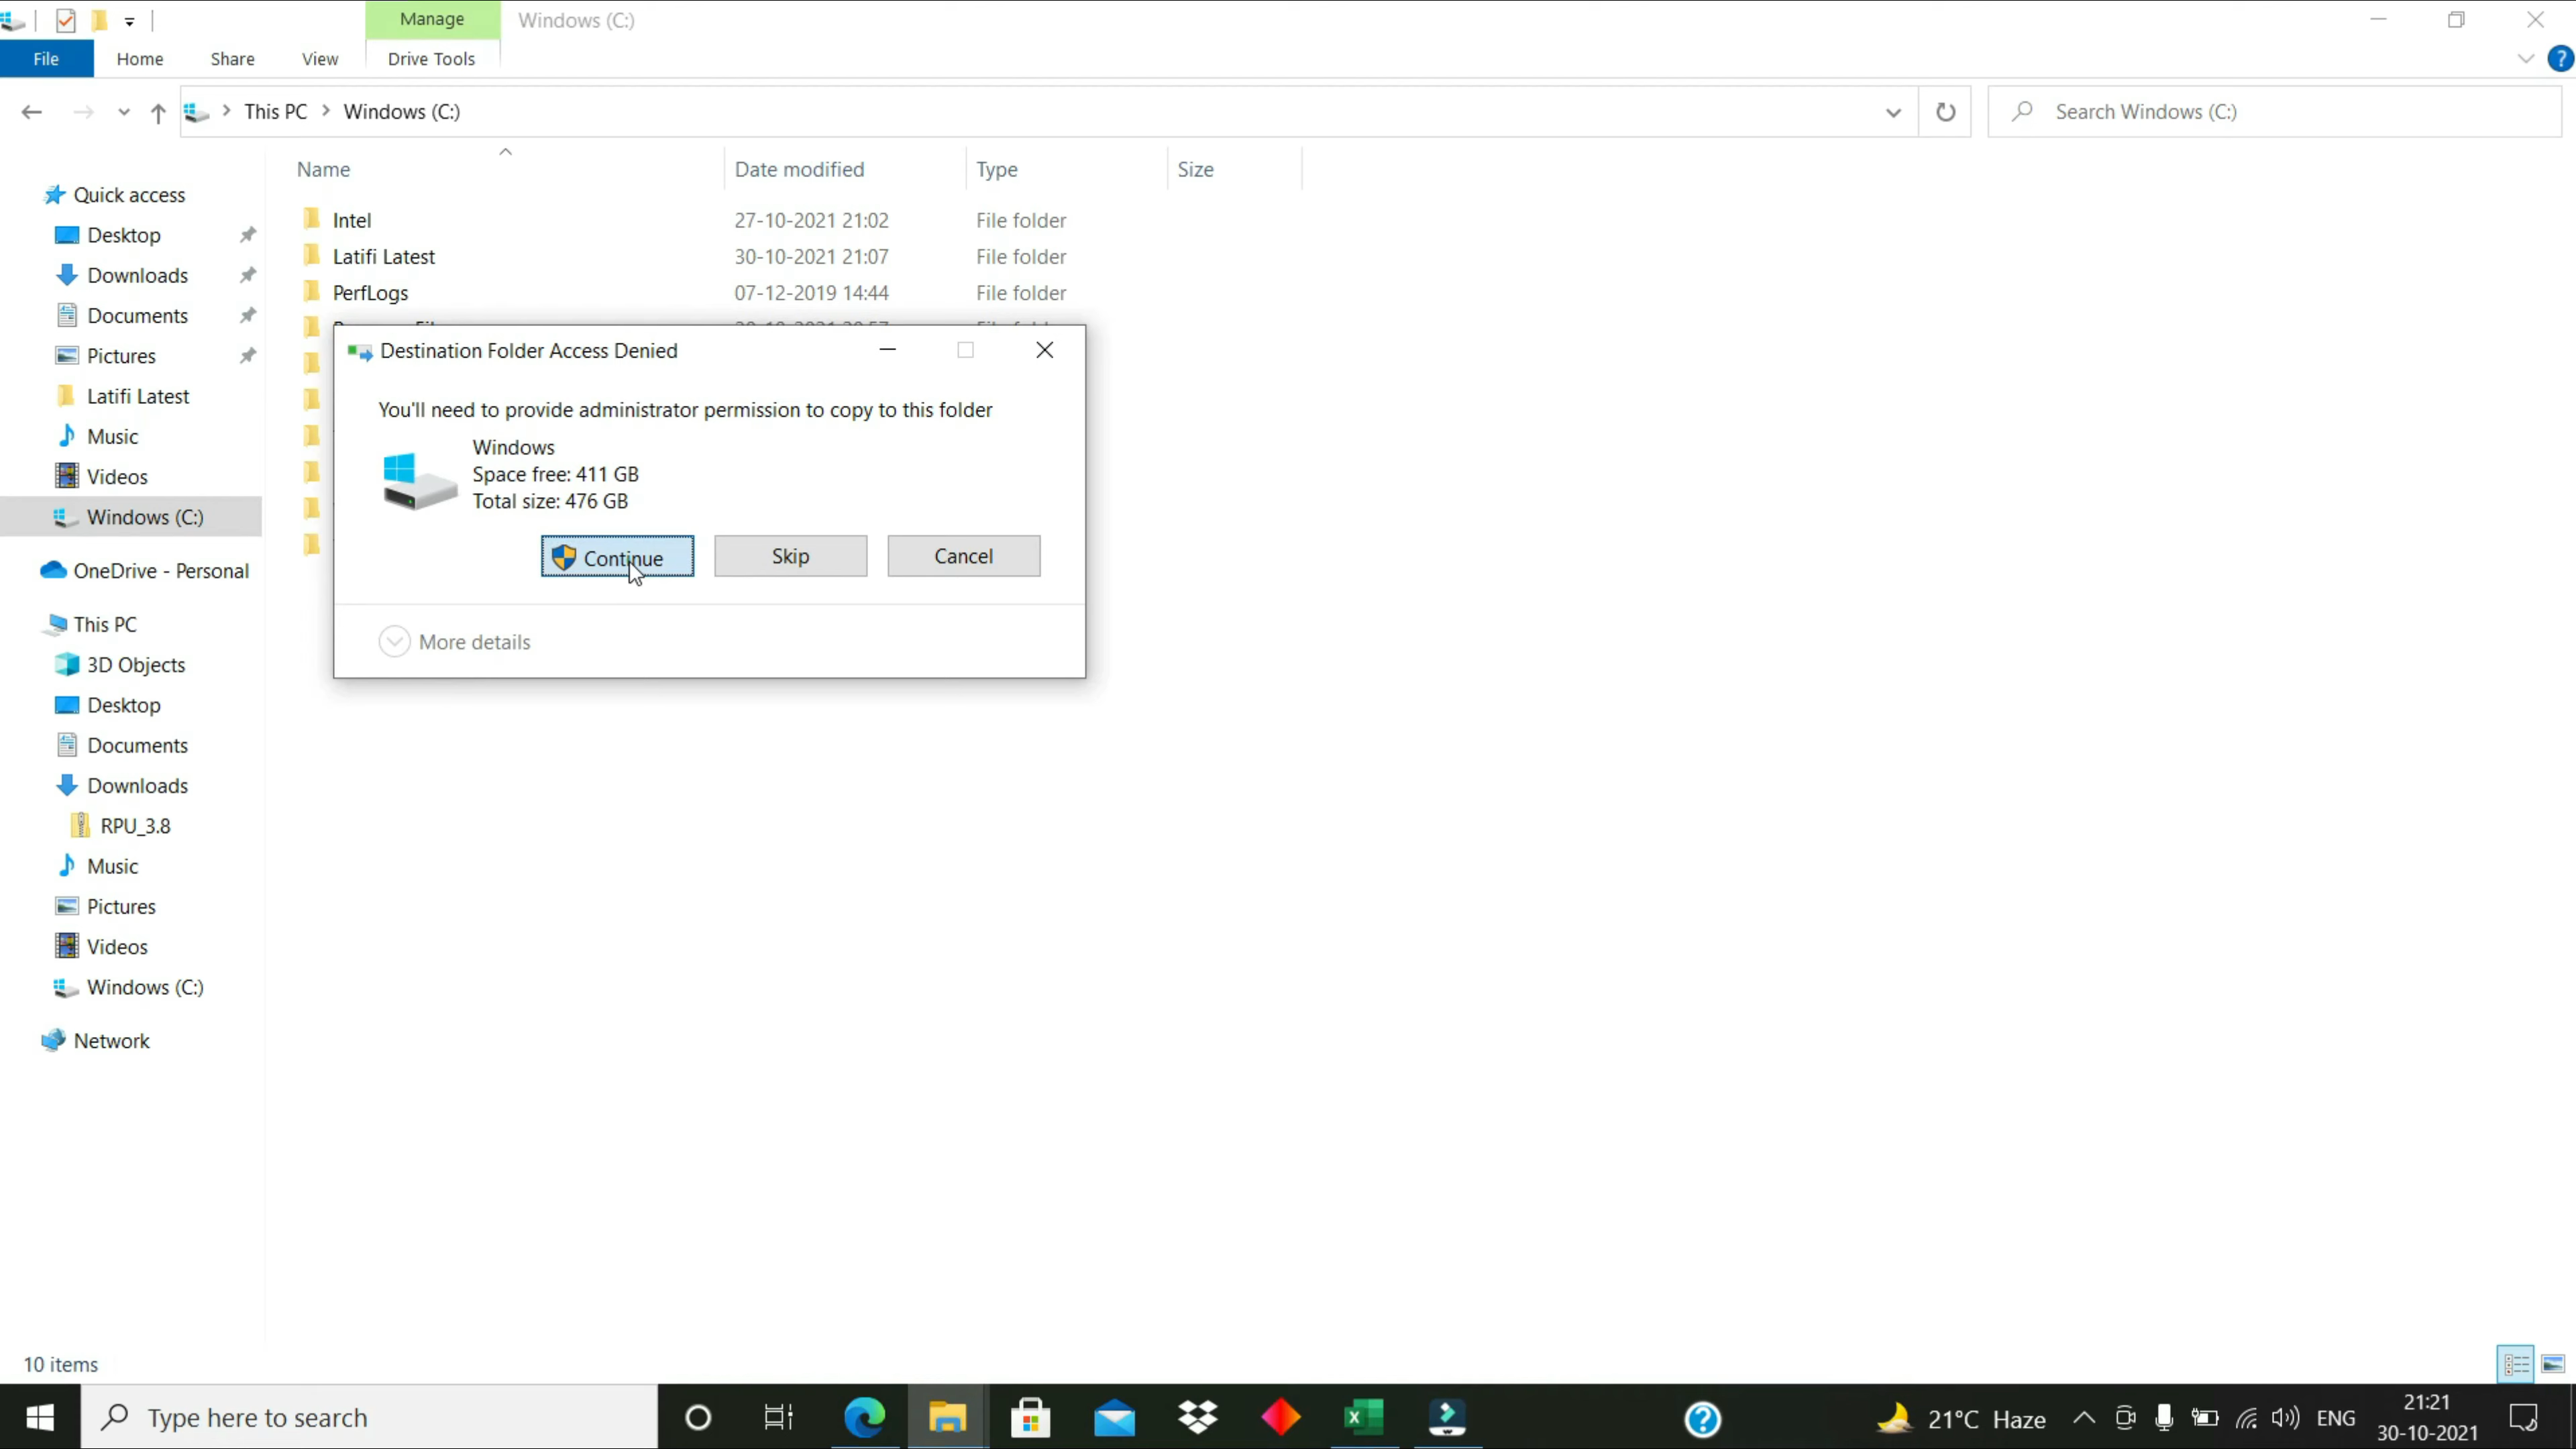 Manage
Windows (C:)
File
Home
Share
View
Drive Tools
This PC
Windows (C:)
Search Windows (C:)
Name
Date modified
Type
Size
Quick access
Desktop
Downloads
Documents
Pictures
Latifi Latest
Music
Videos
Windows (C:)
OneDrive - Personal
This PC
3D Objects
Desktop
Documents
Downloads
RPU_3.8
Music
Pictures
Videos
Windows (C:)
Network
Intel 27-10-2021 21:02 File folder
Latifi Latest 30-10-2021 21:07 File folder
PerfLogs 07-12-2019 14:44 File folder
Destination Folder Access Denied
You'll need to provide administrator permission to copy to this folder
Windows
Space free: 411 GB
Total size: 476 GB
Continue
Skip
Cancel
More details
10 items
Type here to search
21°C Haze
ENG
21:21
30-10-2021